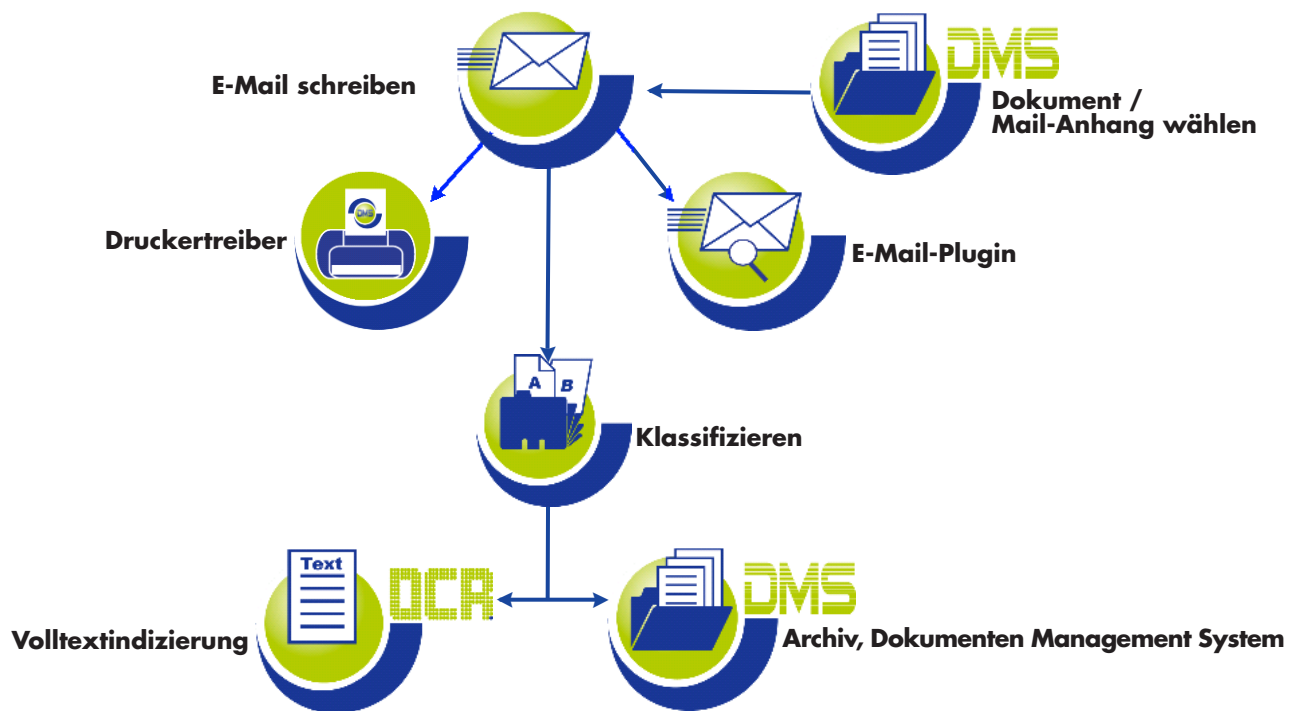 DMS
E-Mail schreiben
Dokument /
Mail-Anhang wählen
DMS
Druckertreiber
E-Mail-Plugin
A B
Klassifizieren
Text
OCR
DMS
Volltextindizierung
Archiv, Dokumenten Management System